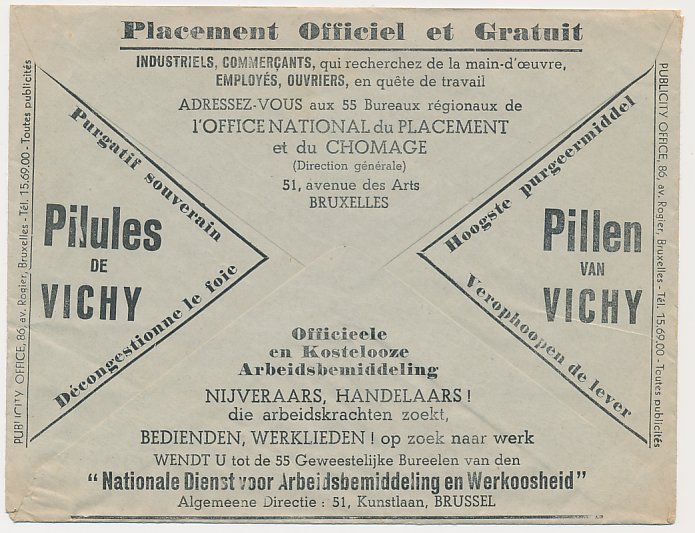 Placement Officiel et Gratuit
INDUSTRIELS, COMMERÇANTS, qui recherchez de la main-d'œuvre,
EMPLOYÉS, OUVRIERS, en quête de travail
ADRESSEZ-VOUS aux 55 Bureaux régionaux de
l'OFFICE NATIONAL du PLACEMENT
et du CHOMAGE
(Direction générale)
51, avenue des Arts
BRUXELLES
PUBLICITY OFFICE, 86, av. Rogier, Bruxelles - Tél. 15.69.00 - Toutes publicités
Purgatif souverain
Pilules
DE
VICHY
Décongestionne le foie
Hoogste purgeermiddel
Pillen
VAN
VICHY
Verophoopen de lever
PUBLICITY OFFICE, 86, av. Rogier, Bruxelles - Tél. 15.69.00 - Toutes publicités
Officieele
en Kostelooze
Arbeidsbemiddeling
NIJVERAARS, HANDELAARS !
die arbeidskrachten zoekt,
BEDIENDEN, WERKLIEDEN ! op zoek naar werk
WENDT U tot de 55 Geweestelijke Bureelen van den
" Nationale Dienst voor Arbeidsbemiddeling en Werkoosheid"
Algemeene Directie : 51, Kunstlaan, BRUSSEL